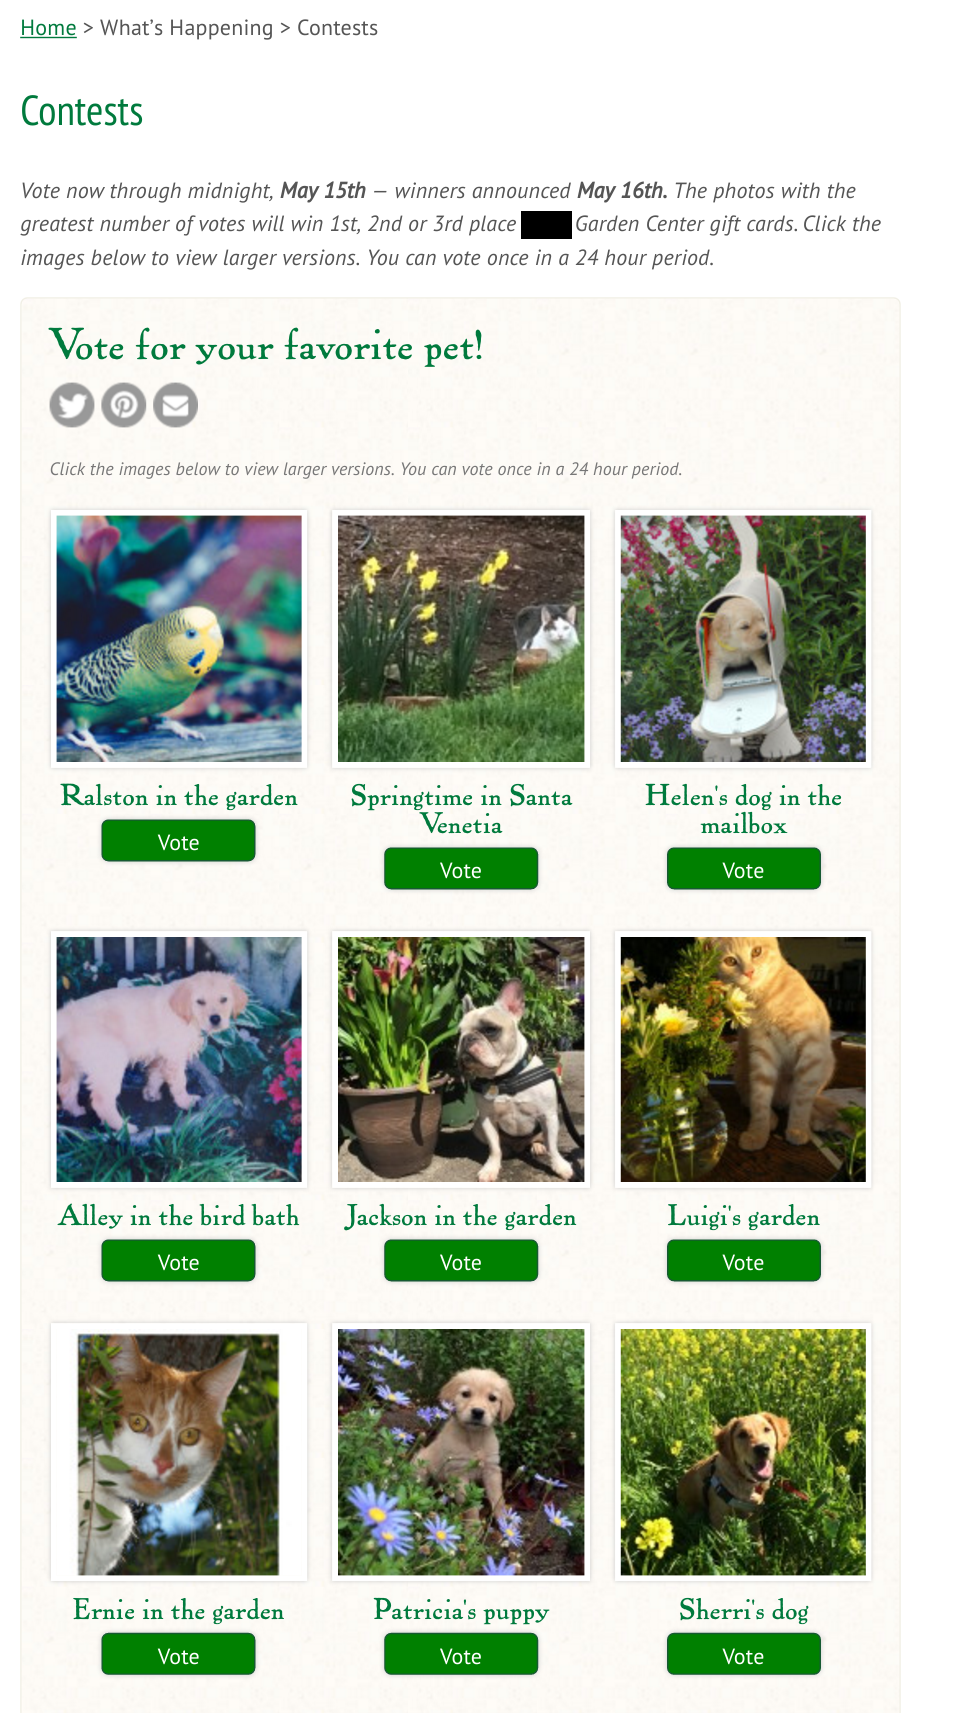 Home > What's Happening > Contests
Contests
Vote now through midnight, May 15th — winners announced May 16th. The photos with the
greatest number of votes will win 1st, 2nd or 3rd place Garden Center gift cards. Click the
images below to view larger versions. You can vote once in a 24 hour period.
Vote for your favorite pet!
Click the images below to view larger versions. You can vote once in a 24 hour period.
Ralston in the garden
Vote
Springtime in Santa
Venetia
Vote
Helen's dog in the
mailbox
Vote
Alley in the bird bath
Vote
Jackson in the garden
Vote
Luigi's garden
Vote
Ernie in the garden
Vote
Patricia's puppy
Vote
Sherri's dog
Vote